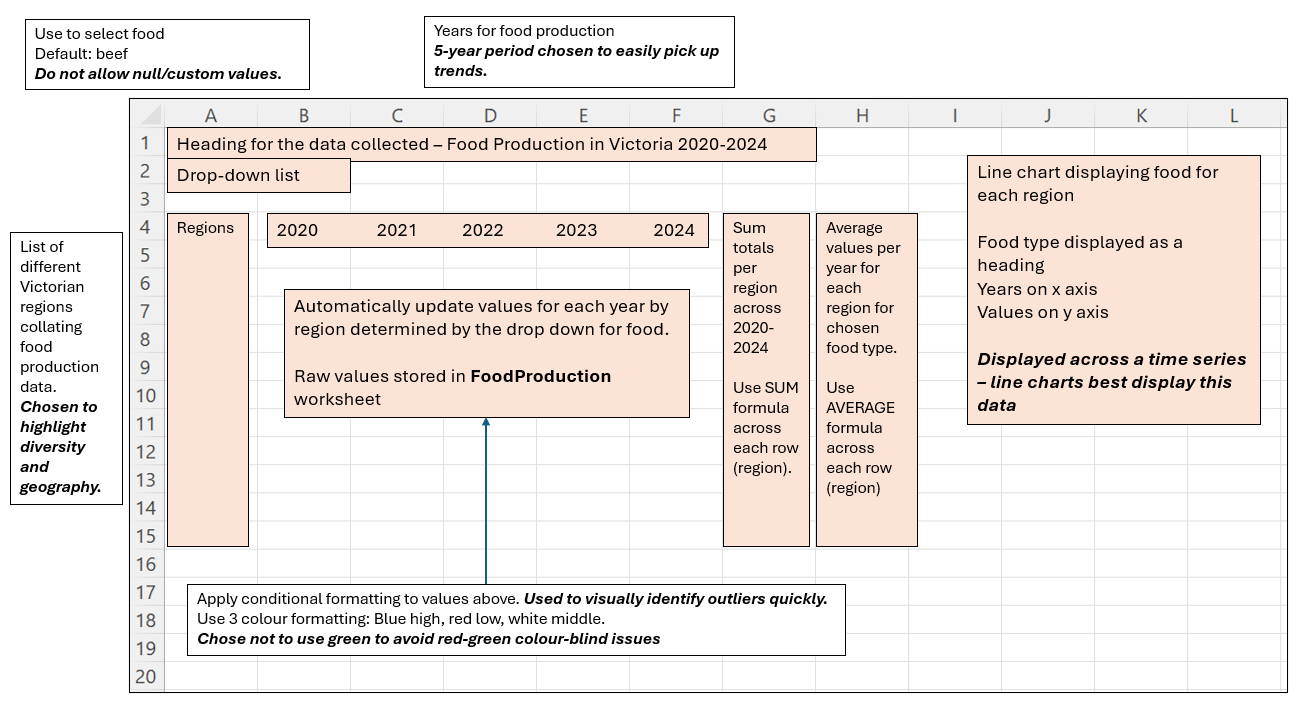 Use to select food
Default: beef
Do not allow null/custom values.
Years for food production
5-year period chosen to easily pick up
trends.
A B C D E F G H I J K L
1
2
3
4
5
6
7
8
9
10
11
12
13
14
15
16
17
18
19
20
Heading for the data collected – Food Production in Victoria 2020-2024
Drop-down list
List of
different
Victorian
regions
collating
food
production
data.
Chosen to
highlight
diversity
and
geography.
Regions
2020 2021 2022 2023 2024
Automatically update values for each year by
region determined by the drop down for food.
Raw values stored in FoodProduction
worksheet
Sum
totals
per
region
across
2020-
2024
Use SUM
formula
across
each row
(region).
Average
values per
year for
each
region for
chosen
food type.
Use
AVERAGE
formula
across
each row
(region)
Line chart displaying food for
each region
Food type displayed as a
heading
Years on x axis
Values on y axis
Displayed across a time series
– line charts best display this
data
Apply conditional formatting to values above. Used to visually identify outliers quickly.
Use 3 colour formatting: Blue high, red low, white middle.
Chose not to use green to avoid red-green colour-blind issues